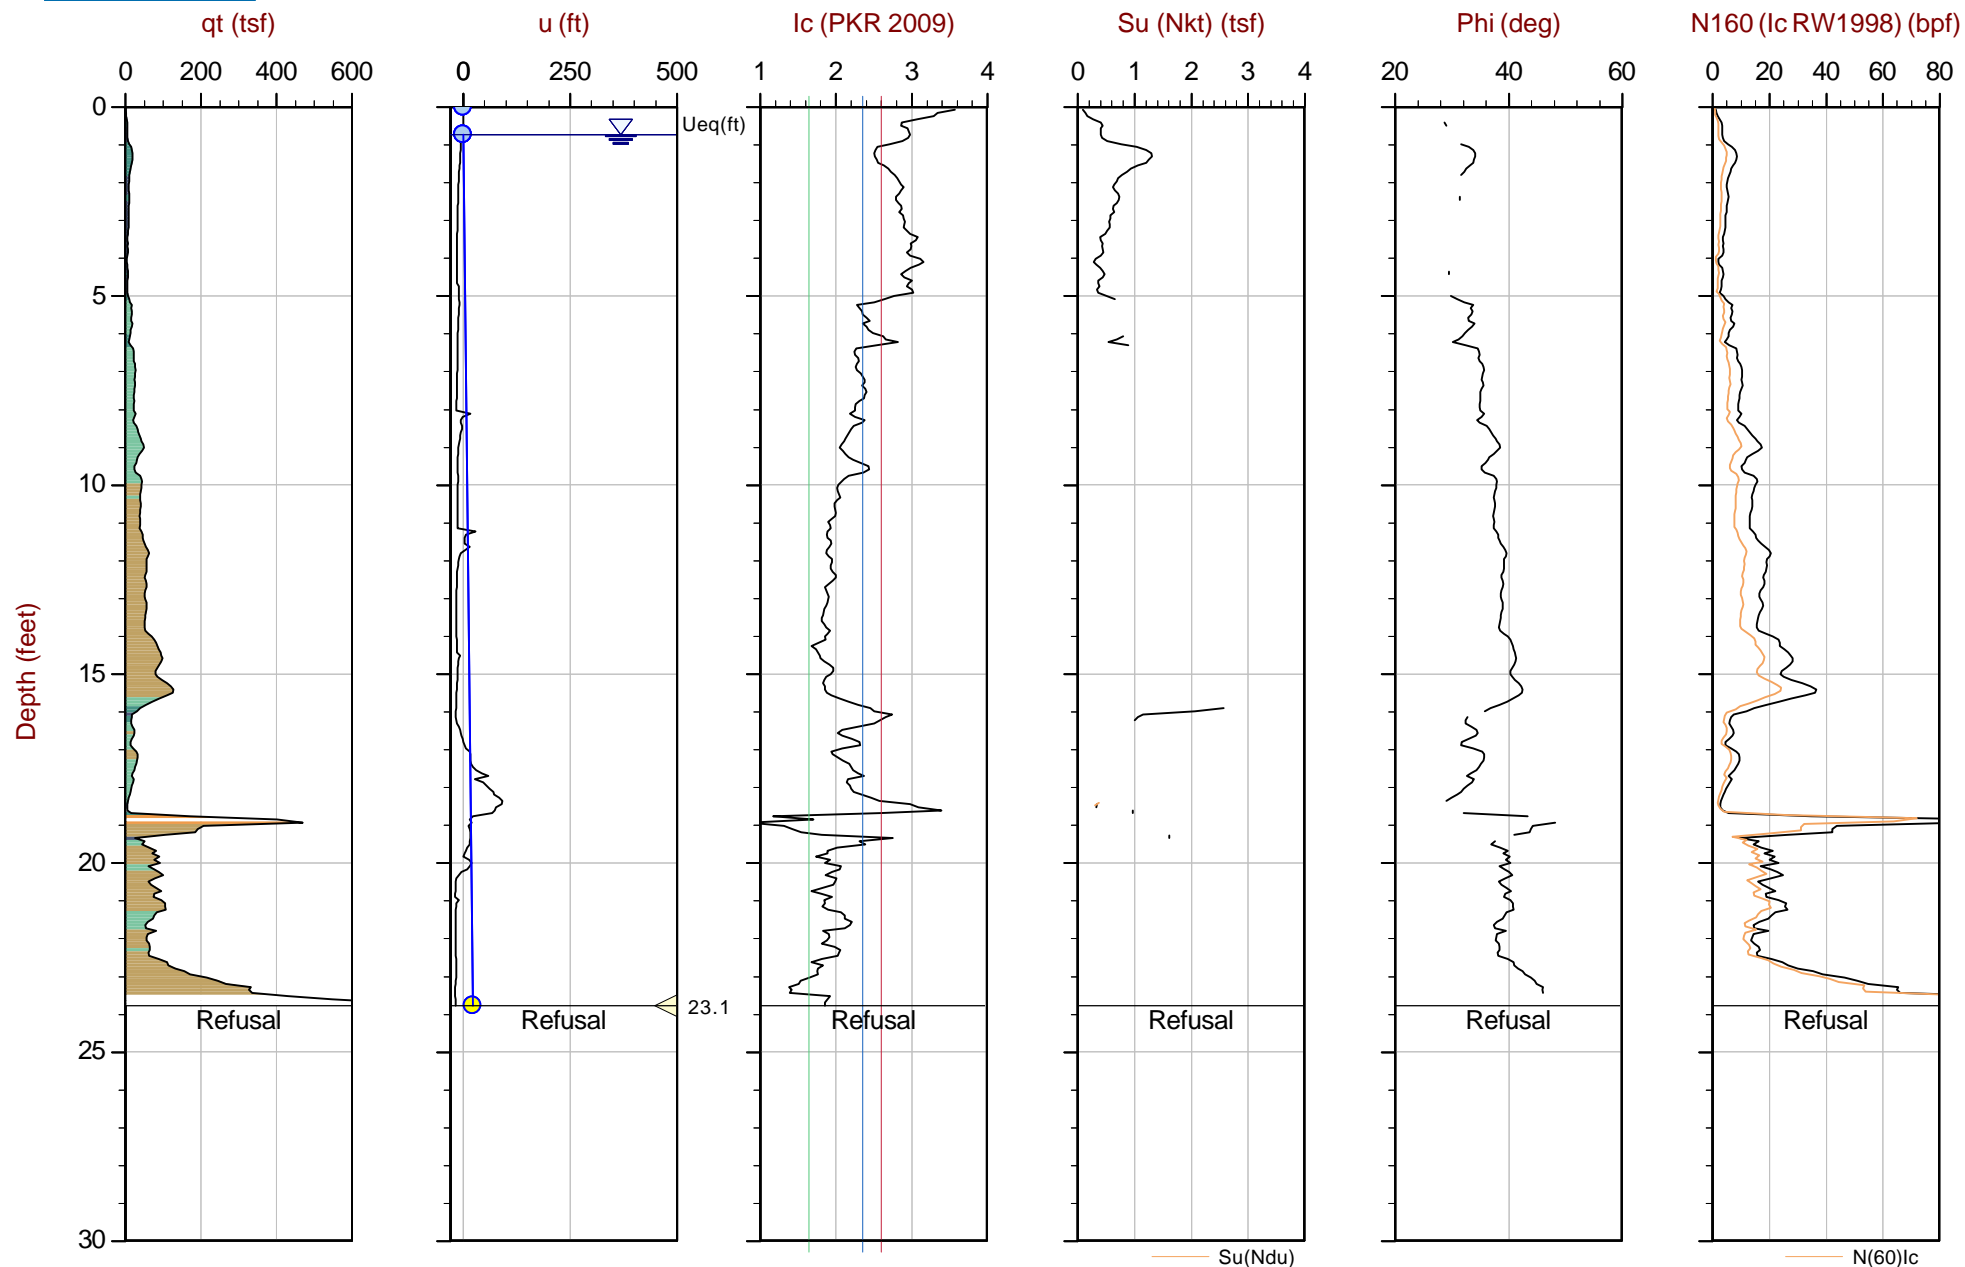 qt (tsf) u (ft) Ic (PKR 2009) Su (Nkt) (tsf) Phi (deg) N160 (Ic RW1998) (bpf)
0 200 400 600 0 250 500 1 2 3 4 0 1 2 3 4 20 40 60 0 20 40 60 80
0
Ueq(ft)
5
10
Depth (feet)
15
20
23.1
Refusal Refusal Refusal Refusal Refusal Refusal
25
30
Su(Ndu) N(60)Ic